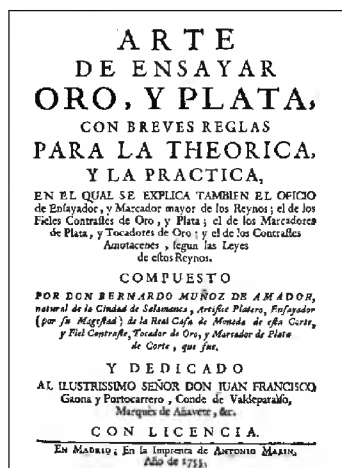 ARTE
DE ENSAYAR
ORO, Y PLATA,
CON BREVES REGLAS
PARA LA THEORICA,
Y LA PRACTICA,
EN EL QUAL SE EXPLICA TAMBIEN EL OFICIO
de Ensayador, y Marcador mayor de los Reynos; el de los
Fieles Contrastes de Oro, y Plata; el de los Marcadores
de Plata, y Tocadores de Oro; y el de los Contrastes
Amotacenes, segun las Leyes
de estos Reynos.
COMPUESTO
POR DON BERNARDO MUÑOZ DE AMADOR,
natural de la Ciudad de Salamanca, Artifice Platero, Ensayador
(por su Magestad) de la Real Casa de Moneda de esta Corte,
y Fiel Contraste, Tocador de Oro, y Marcador de Plata
de Corte, que fue.
Y DEDICADO
AL ILUSTRISSIMO SEÑOR DON JUAN FRANCISCO
Gaona y Portocarrero, Conde de Valdeparaiso,
Marquès de Añavete, &c.
CON LICENCIA.
EN MADRID; En la Imprenta de ANTONIO MARIN,
Año de 1755.